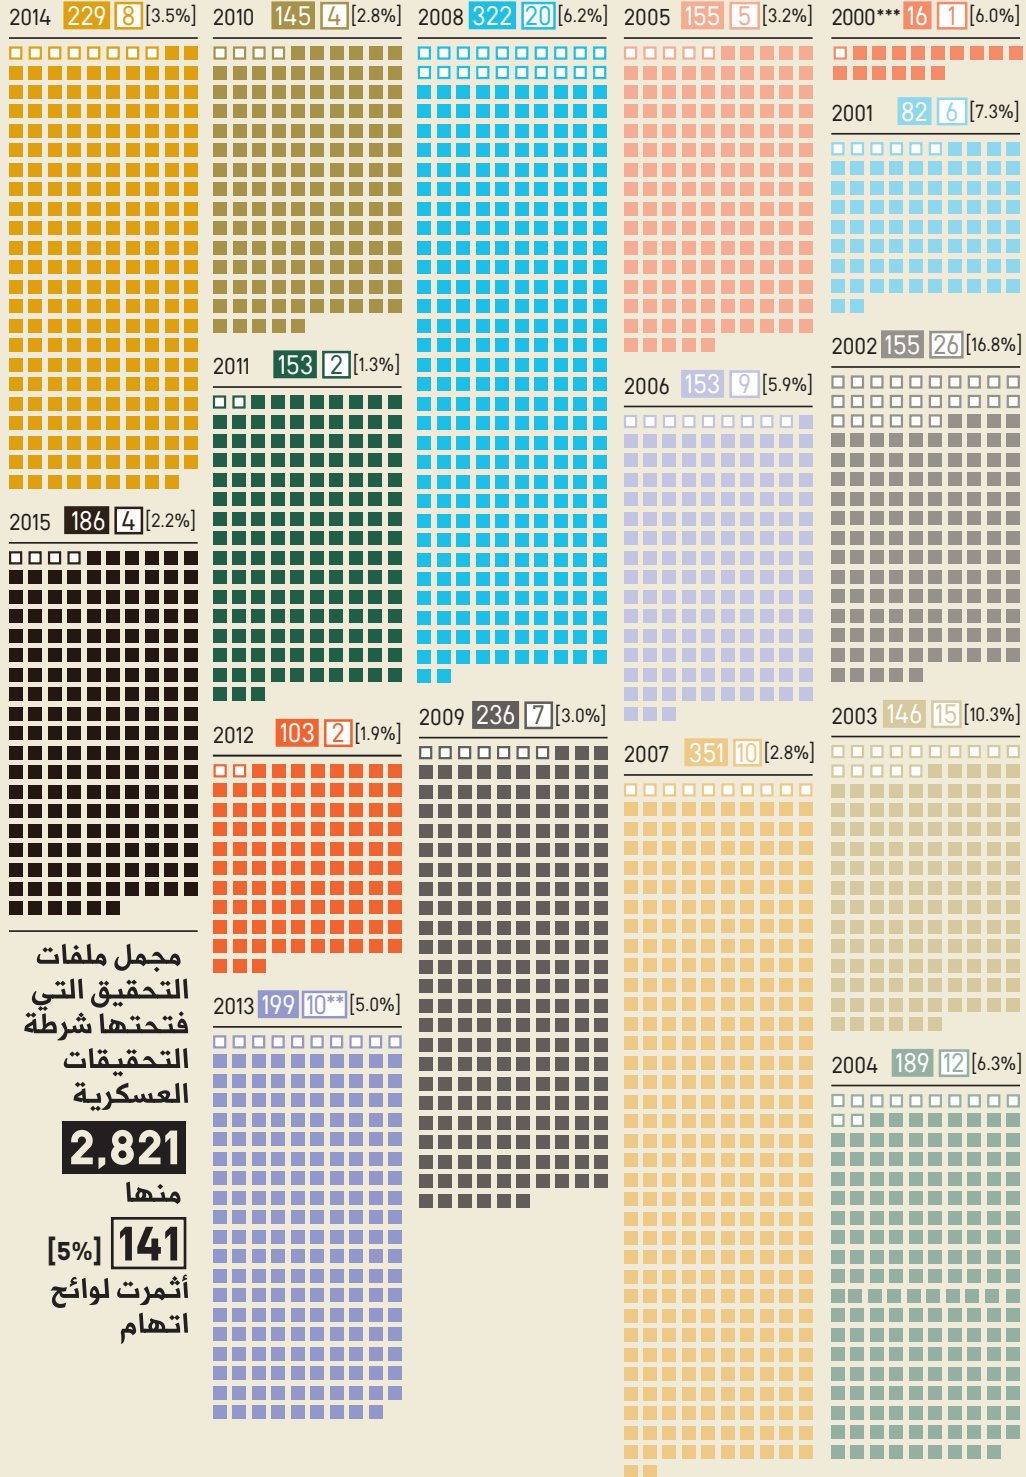 2000*** 16 1 [6.0%]
2001 82 6 [7.3%]
2002 155 26 [16.8%]
2003 146 15 [10.3%]
2004 189 12 [6.3%]
2005 155 5 [3.2%]
2006 153 9 [5.9%]
2007 351 10 [2.8%]
2008 322 20 [6.2%]
2009 236 7 [3.0%]
2010 145 4 [2.8%]
2011 153 2 [1.3%]
2012 103 2 [1.9%]
2013 199 10** [5.0%]
2014 229 8 [3.5%]
2015 186 4 [2.2%]
مجمل ملفات
التحقيق التي
فتحتها شرطة
التحقيقات
العسكرية
2,821
منها
141 [5%]
أثمرت لوائح
اتهام